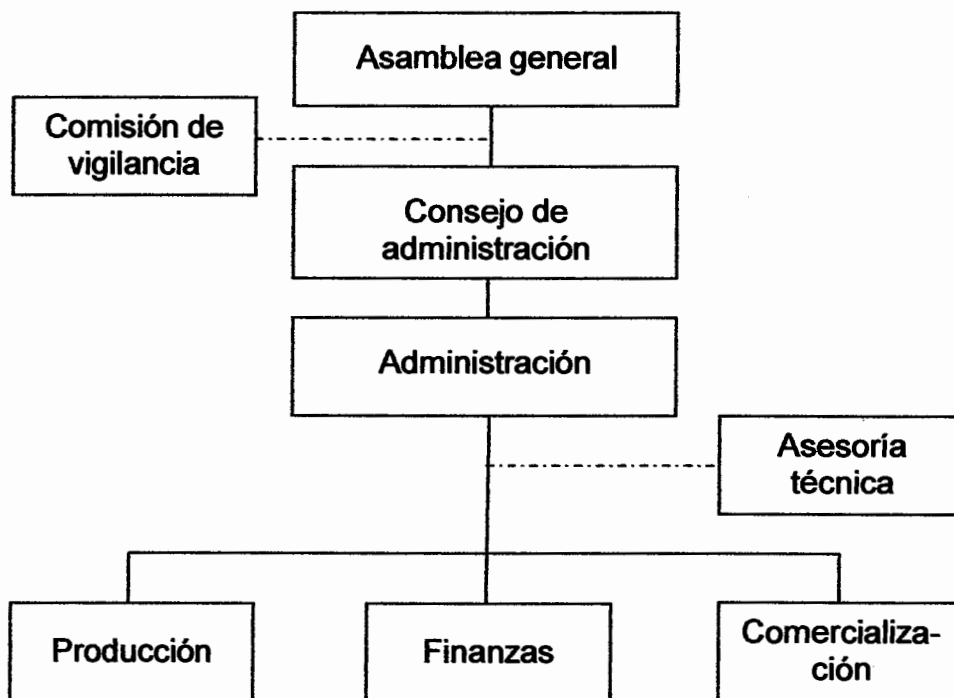 Asamblea general
Comisión de
vigilancia
Consejo de
administración
Administración
Asesoría
técnica
Producción
Finanzas
Comercializa-
ción